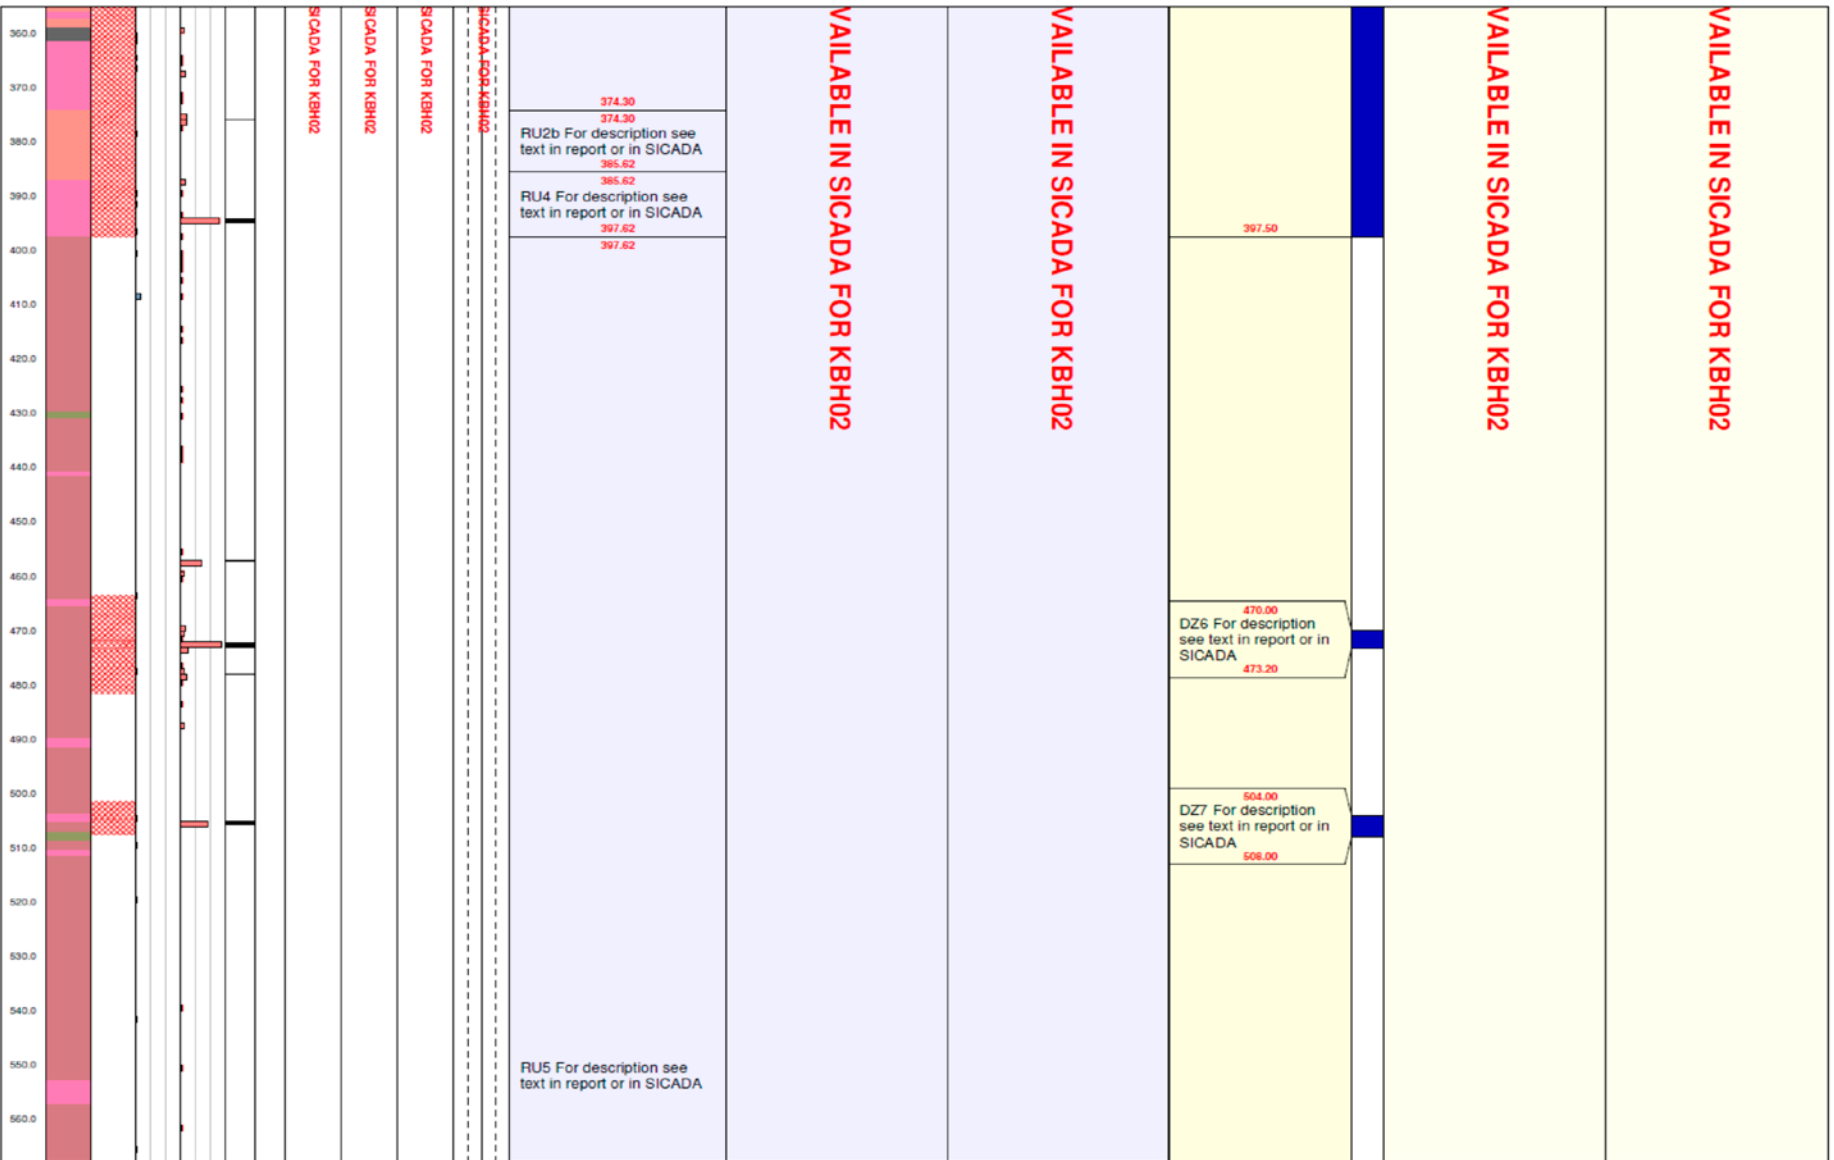 360.0
370.0
380.0
390.0
400.0
410.0
420.0
430.0
440.0
450.0
460.0
470.0
480.0
490.0
500.0
510.0
520.0
530.0
540.0
550.0
560.0
SICADA FOR KBH02
SICADA FOR KBH02
SICADA FOR KBH02
SICADA FOR KBH02
374.30
374.30
RU2b For description see
text in report or in SICADA
385.62
385.62
RU4 For description see
text in report or in SICADA
397.62
397.62
RU5 For description see
text in report or in SICADA
VAILABLE IN SICADA FOR KBH02
VAILABLE IN SICADA FOR KBH02
397.50
470.00
DZ6 For description
see text in report or in
SICADA
473.20
504.00
DZ7 For description
see text in report or in
SICADA
508.00
VAILABLE IN SICADA FOR KBH02
VAILABLE IN SICADA FOR KBH02